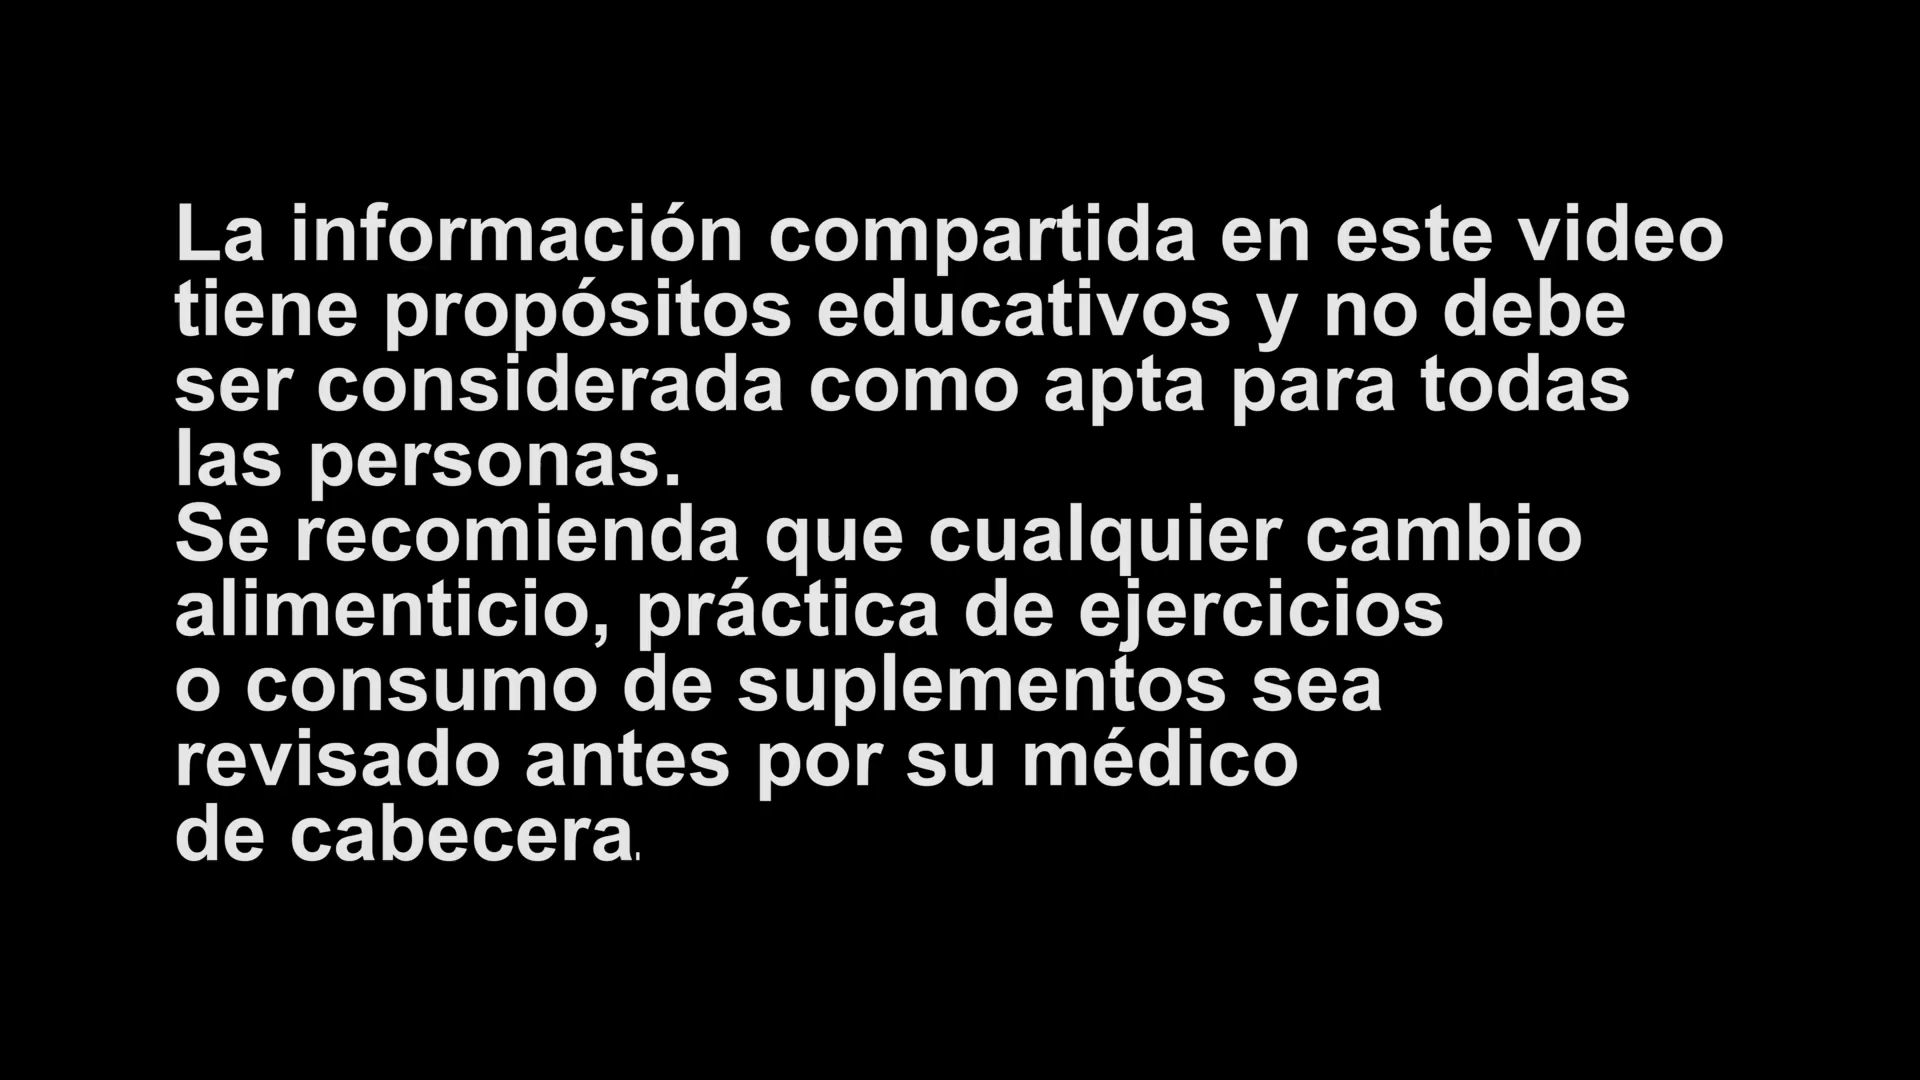 La información compartida en este video
tiene propósitos educativos y no debe
ser considerada como apta para todas
las personas.
Se recomienda que cualquier cambio
alimenticio, práctica de ejercicios
o consumo de suplementos sea
revisado antes por su médico
de cabecera.